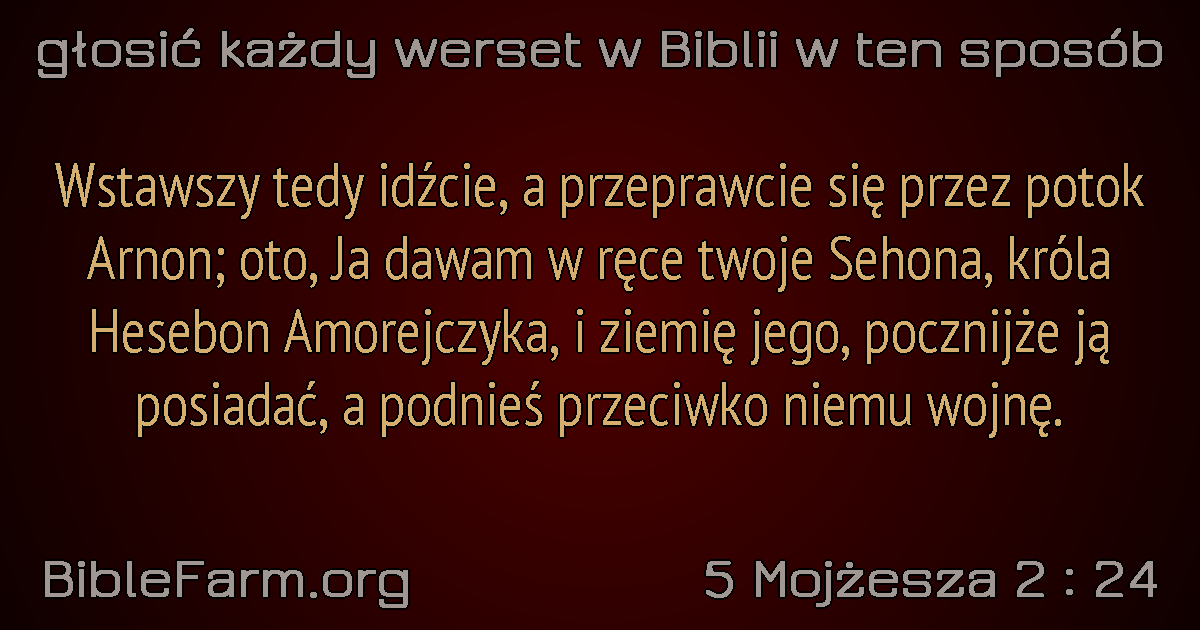 głosić każdy werset w Biblii w ten sposób
Wstawszy tedy idźcie, a przeprawcie się przez potok
Arnon; oto, Ja dawam w ręce twoje Sehona, króla
Hesebon Amorejczyka, i ziemię jego, pocznijże ją
posiadać, a podnieś przeciwko niemu wojnę.
BibleFarm.org
5 Mojżesza 2 : 24